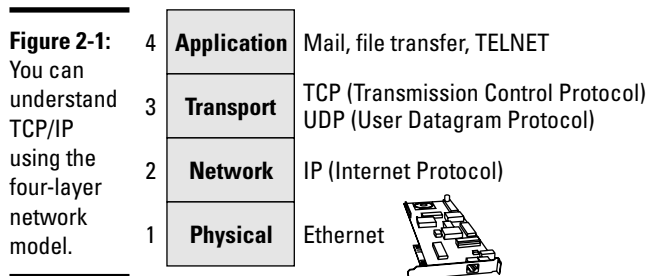 Figure 2-1:
You can
understand
TCP/IP
using the
four-layer
network
model.
4 Application Mail, file transfer, TELNET
3 Transport TCP (Transmission Control Protocol)
UDP (User Datagram Protocol)
2 Network IP (Internet Protocol)
1 Physical Ethernet